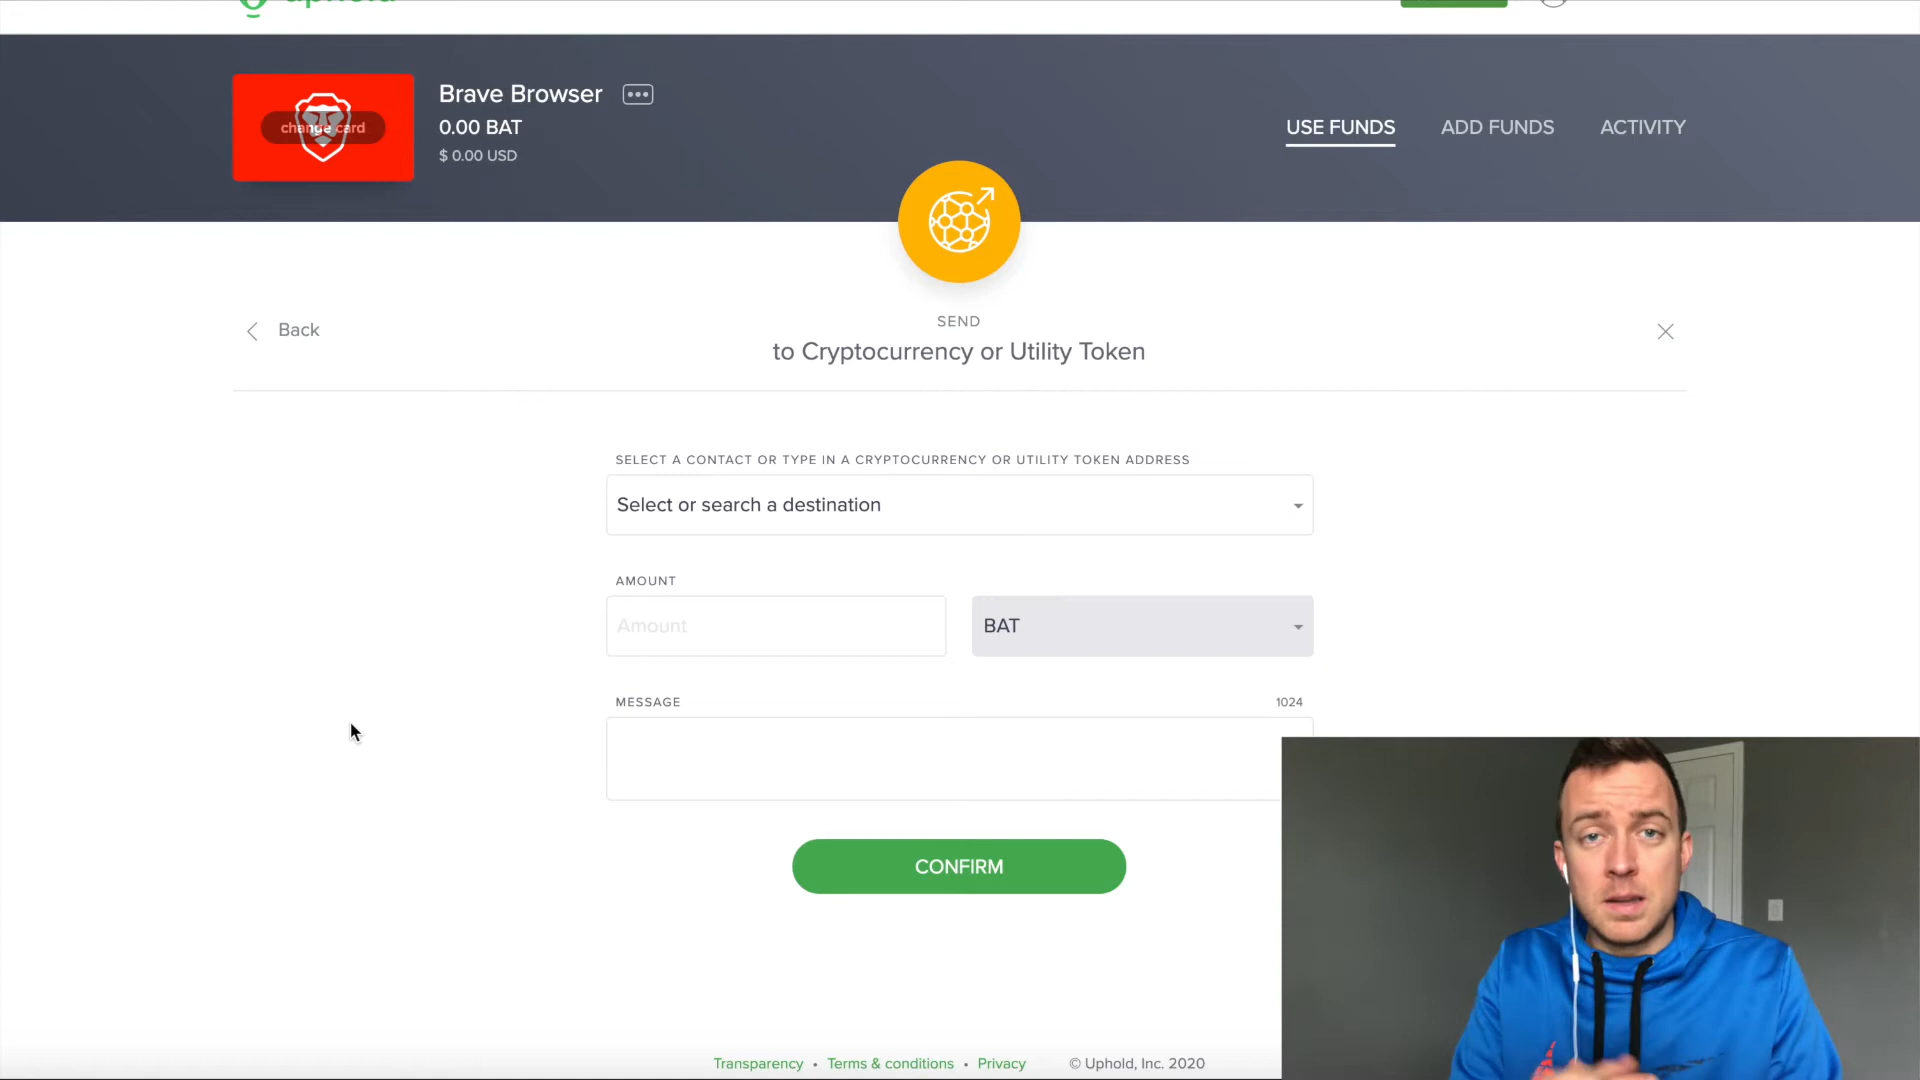 uphold
Brave Browser
change card
0.00 BAT
$ 0.00 USD
USE FUNDS
ADD FUNDS
ACTIVITY
Back
SEND
to Cryptocurrency or Utility Token
SELECT A CONTACT OR TYPE IN A CRYPTOCURRENCY OR UTILITY TOKEN ADDRESS
Select or search a destination
AMOUNT
Amount
BAT
MESSAGE
1024
CONFIRM
Transparency • Terms & conditions • Privacy © Uphold, Inc. 2020